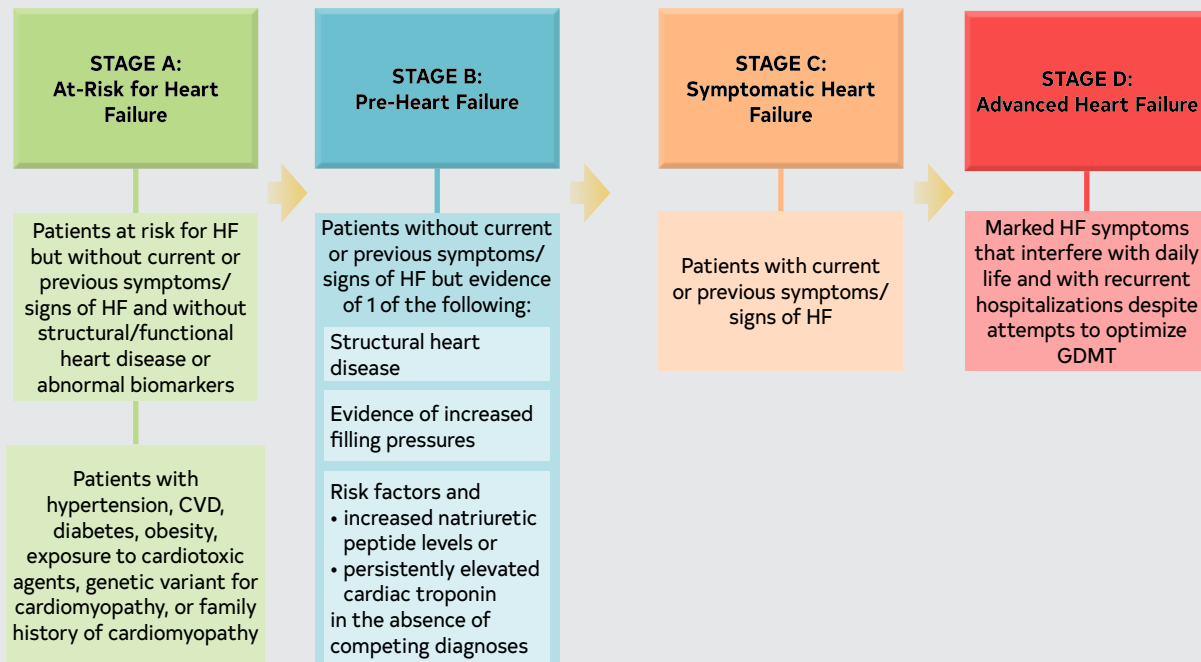 STAGE A:
At-Risk for Heart
Failure
Patients at risk for HF
but without current or
previous symptoms/
signs of HF and without
structural/functional
heart disease or
abnormal biomarkers
Patients with
hypertension, CVD,
diabetes, obesity,
exposure to cardiotoxic
agents, genetic variant for
cardiomyopathy, or family
history of cardiomyopathy
STAGE B:
Pre-Heart Failure
Patients without current
or previous symptoms/
signs of HF but evidence
of 1 of the following:
Structural heart
disease
Evidence of increased
filling pressures
Risk factors and
• increased natriuretic
peptide levels or
• persistently elevated
cardiac troponin
in the absence of
competing diagnoses
STAGE C:
Symptomatic Heart
Failure
Patients with current
or previous symptoms/
signs of HF
STAGE D:
Advanced Heart Failure
Marked HF symptoms
that interfere with daily
life and with recurrent
hospitalizations despite
attempts to optimize
GDMT